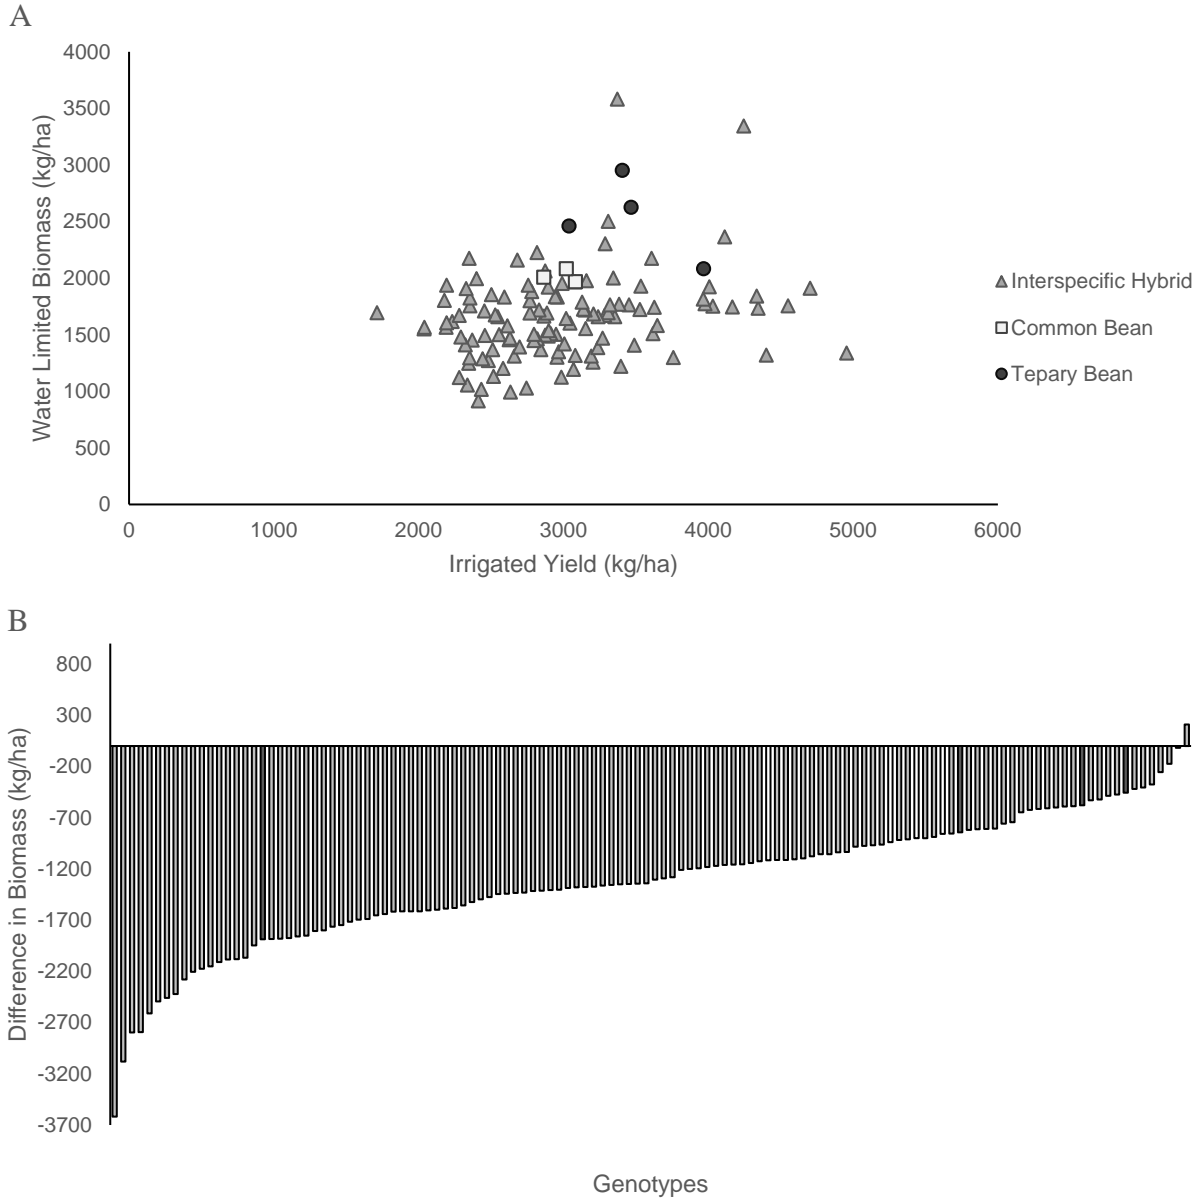 A
4000
3500
3000
2500
2000
1500
1000
500
0
Water Limited Biomass (kg/ha)
0 1000 2000 3000 4000 5000 6000
Irrigated Yield (kg/ha)
Interspecific Hybrid
Common Bean
Tepary Bean
B
800
300
-200
-700
-1200
-1700
-2200
-2700
-3200
-3700
Difference in Biomass (kg/ha)
Genotypes